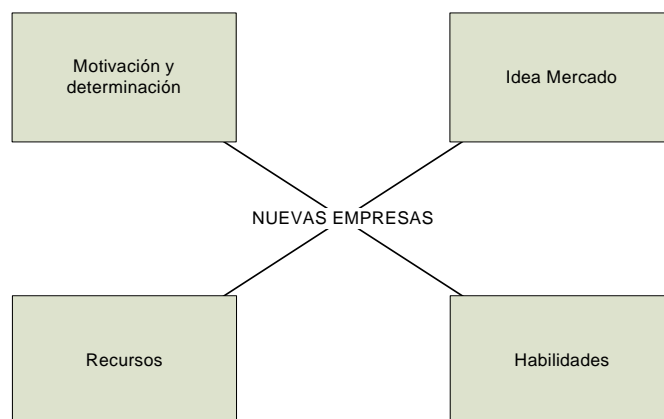 Motivación y
determinación
Idea Mercado
NUEVAS EMPRESAS
Recursos
Habilidades